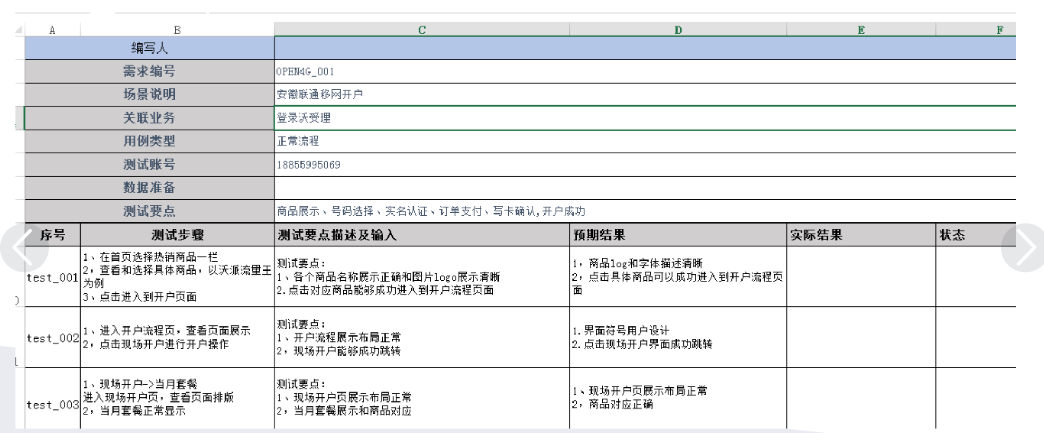 A B C D E F
编写人
需求编号 OPEN4G_001
场景说明 安徽联通移网开户
关联业务 登录沃受理
用例类型 正常流程
测试账号 18855995069
数据准备
测试要点 商品展示、号码选择、实名认证、订单支付、写卡确认,开户成功
序号 测试步骤 测试要点描述及输入 预期结果 实际结果 状态
test_001
1、在首页选择热销商品一栏
2，查看和选择具体商品，以沃派流量王
为例
3、点击进入到开户页面
测试要点：
1、各个商品名称展示正确和图片logo展示清晰
2.点击对应商品能够成功进入到开户流程页面
1，商品log和字体描述清晰
2，点击具体商品可以成功进入到开户流程页
面
test_002
1、进入开户流程页，查看页面展示
2，点击现场开户进行开户操作
测试要点：
1、开户流程展示布局正常
2，现场开户能够成功跳转
1.界面符号用户设计
2.点击现场开户界面成功跳转
test_003
1、现场开户->当月套餐
进入现场开户页，查看页面排版
2，当月套餐正常显示
测试要点：
1、现场开户页展示布局正常
2，当月套餐展示和商品对应
1、现场开户页展示布局正常
2，商品对应正确